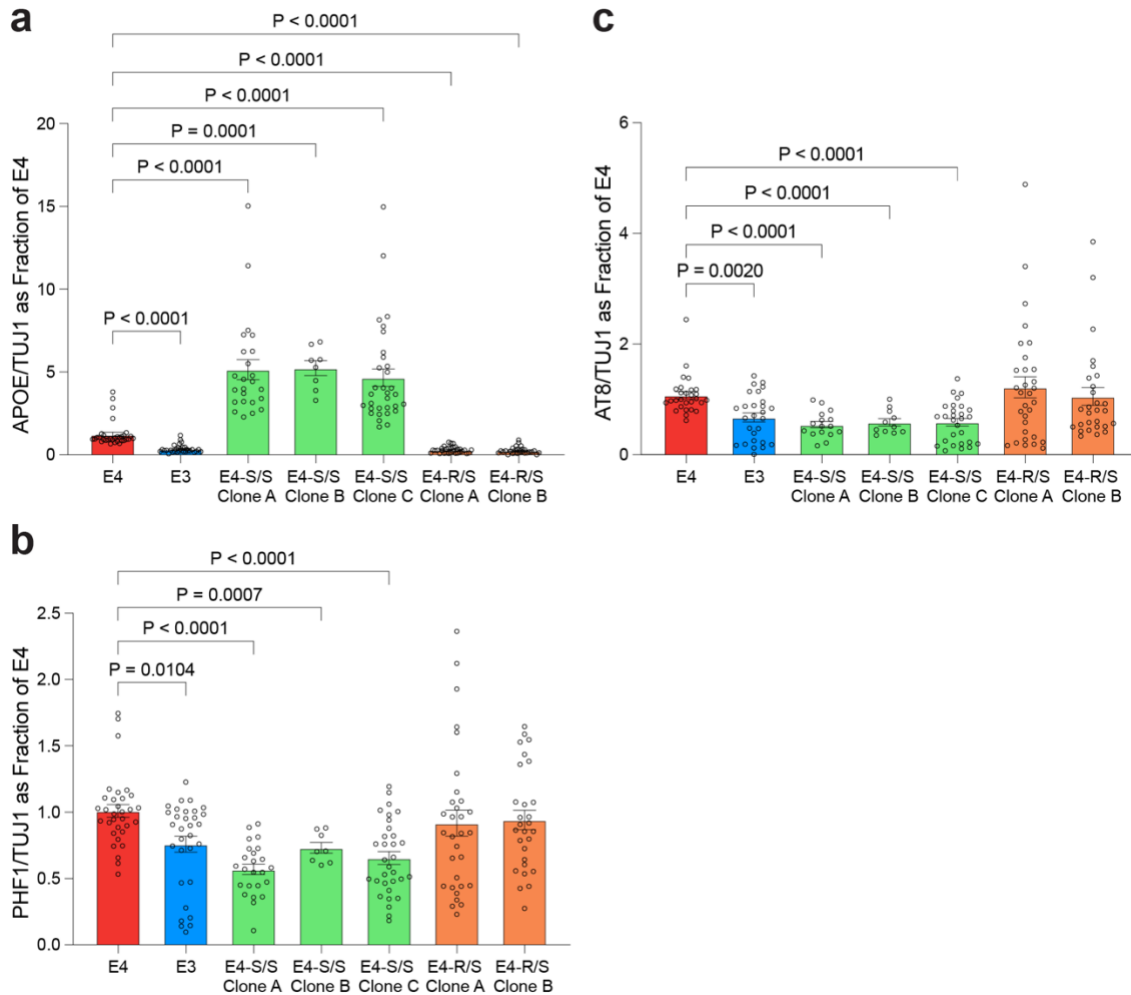 a
P < 0.0001
P < 0.0001
P < 0.0001
P = 0.0001
P < 0.0001
P < 0.0001
APOE/TUJ1 as Fraction of E4
20
15
10
5
0
E4
E3
E4-S/S
Clone A
E4-S/S
Clone B
E4-S/S
Clone C
E4-R/S
Clone A
E4-R/S
Clone B
b
P < 0.0001
P = 0.0007
P < 0.0001
P = 0.0104
PHF1/TUJ1 as Fraction of E4
2.5
2.0
1.5
1.0
0.5
0.0
E4
E3
E4-S/S
Clone A
E4-S/S
Clone B
E4-S/S
Clone C
E4-R/S
Clone A
E4-R/S
Clone B
c
P < 0.0001
P < 0.0001
P < 0.0001
P = 0.0020
AT8/TUJ1 as Fraction of E4
6
4
2
0
E4
E3
E4-S/S
Clone A
E4-S/S
Clone B
E4-S/S
Clone C
E4-R/S
Clone A
E4-R/S
Clone B